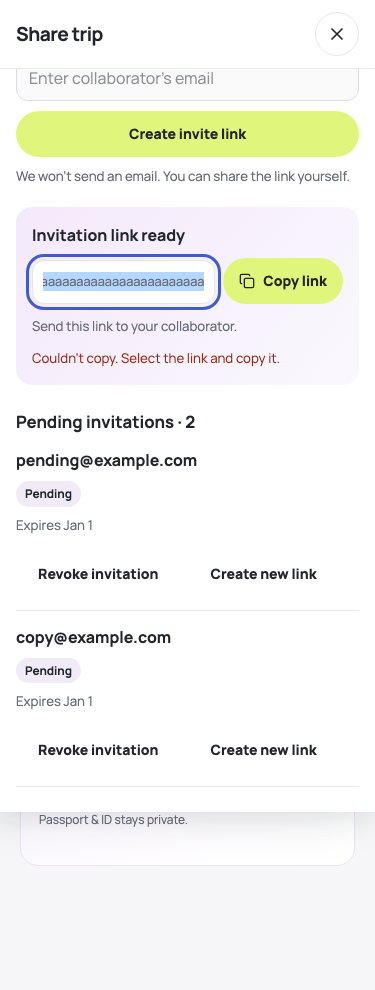 Share trip
Enter collaborator's email
Create invite link
We won't send an email. You can share the link yourself.
Invitation link ready
Copy link
Send this link to your collaborator.
Couldn't copy. Select the link and copy it.
Pending invitations · 2
pending@example.com
Pending
Expires Jan 1
Revoke invitation Create new link
copy@example.com
Pending
Expires Jan 1
Revoke invitation Create new link
Passport & ID stays private.